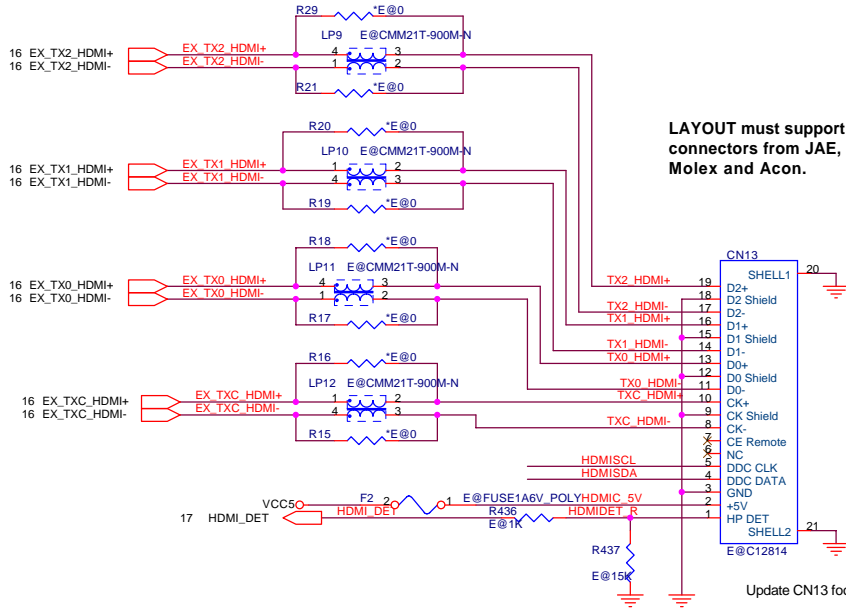 R29 *E@0
LP9 E@CMM21T-900M-N
16 EX_TX2_HDMI+ EX_TX2_HDMI+ 4 3
16 EX_TX2_HDMI- EX_TX2_HDMI- 1 2
R21 *E@0
R20 *E@0
LP10 E@CMM21T-900M-N
16 EX_TX1_HDMI+ EX_TX1_HDMI+ 1 2
16 EX_TX1_HDMI- EX_TX1_HDMI- 4 3
R19 *E@0
LAYOUT must support
connectors from JAE,
Molex and Acon.
R18 *E@0
LP11 E@CMM21T-900M-N
16 EX_TX0_HDMI+ EX_TX0_HDMI+ 4 3
16 EX_TX0_HDMI- EX_TX0_HDMI- 1 2
R17 *E@0
R16 *E@0
LP12 E@CMM21T-900M-N
16 EX_TXC_HDMI+ EX_TXC_HDMI+ 1 2
16 EX_TXC_HDMI- EX_TXC_HDMI- 4 3
R15 *E@0
CN13
SHELL1 20
TX2_HDMI+ 19 D2+
18 D2 Shield
TX2_HDMI- 17 D2-
TX1_HDMI+ 16 D1+
15 D1 Shield
TX1_HDMI- 14 D1-
TX0_HDMI+ 13 D0+
12 D0 Shield
TX0_HDMI- 11 D0-
TXC_HDMI+ 10 CK+
9 CK Shield
TXC_HDMI- 8 CK-
7 CE Remote
6 NC
HDMISCL 5 DDC CLK
HDMISDA 4 DDC DATA
3 GND
VCC5 F2 2 1 E@FUSE1A6V_POLY HDMIC_5V 2 +5V
17 HDMI_DET HDMI_DET R436 HDMIDET_R 1 HP DET
E@1K
SHELL2 21
E@C12814
R437
E@15K
Update CN13 foo